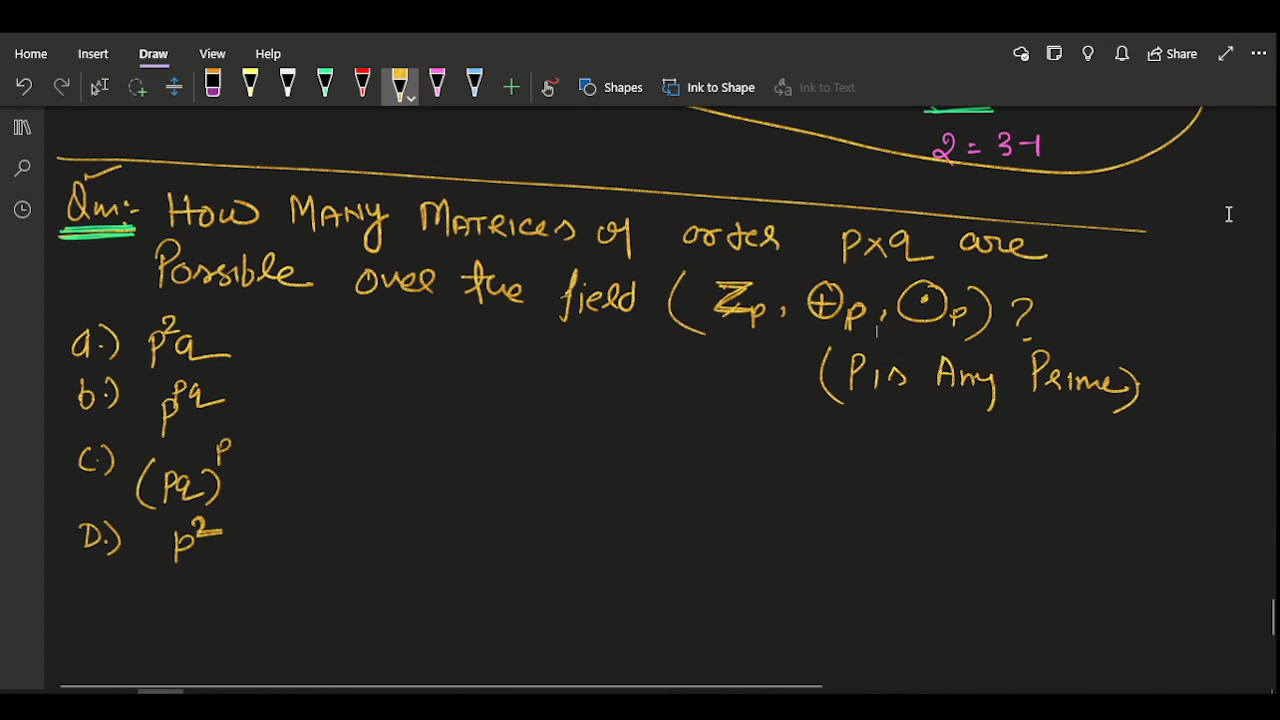 Home Insert Draw View Help
Share
Shapes Ink to Shape Ink to Text
2 = 3-1
Qm:- HOW MANY MATRICES of order p×q are
Possible over the field (ℤp, ⊕p, ⊙p) ?
(P is Any Prime)
a.) p²q
b.) p^pq
C.) (pq)^p
D.) p²